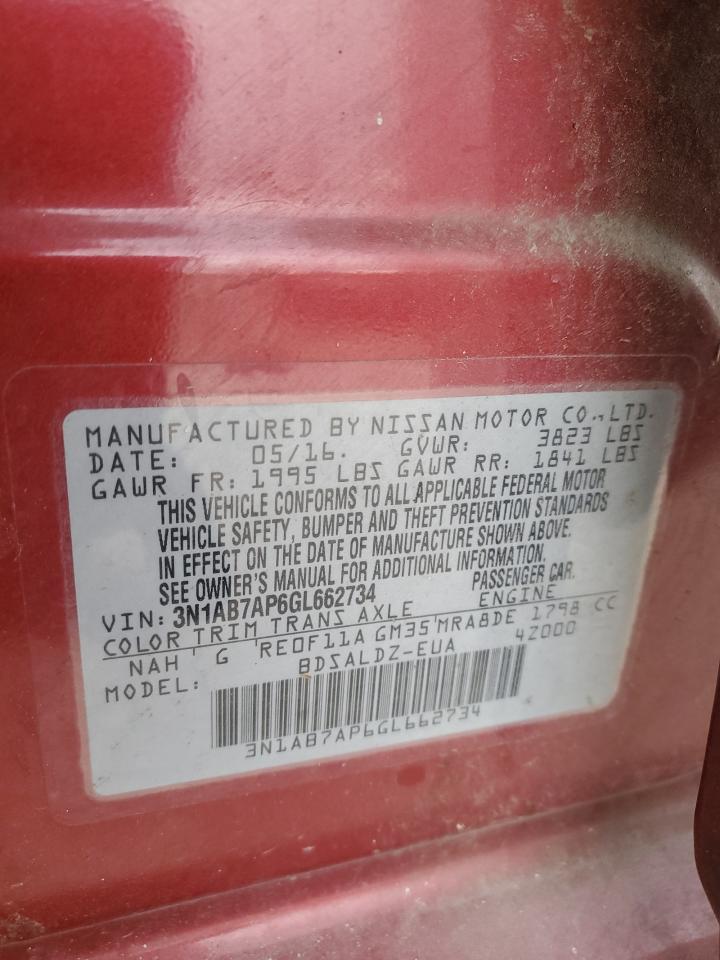 MANUFACTURED BY NISSAN MOTOR CO., LTD.
DATE: 05/16. GVWR: 3823 LBS
GAWR FR: 1995 LBS GAWR RR: 1841 LBS
THIS VEHICLE CONFORMS TO ALL APPLICABLE FEDERAL MOTOR
VEHICLE SAFETY, BUMPER AND THEFT PREVENTION STANDARDS
IN EFFECT ON THE DATE OF MANUFACTURE SHOWN ABOVE.
SEE OWNER'S MANUAL FOR ADDITIONAL INFORMATION.
VIN: 3N1AB7AP6GL662734 PASSENGER CAR.
COLOR TRIM TRANS AXLE ENGINE
NAH G RE0F11A GM35 MRA8DE 1798 CC
MODEL: BDSALDZ-EUA 4Z000
3N1AB7AP6GL662734